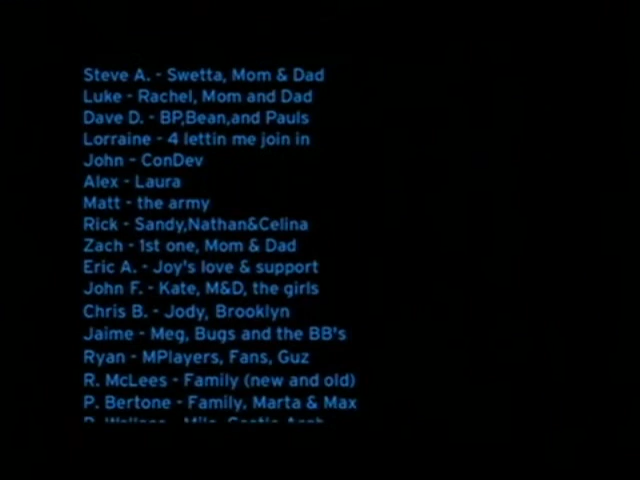 Steve A. - Swetta, Mom & Dad
Luke - Rachel, Mom and Dad
Dave D. - BP,Bean,and Pauls
Lorraine - 4 lettin me join in
John - ConDev
Alex - Laura
Matt - the army
Rick - Sandy,Nathan&Celina
Zach - 1st one, Mom & Dad
Eric A. - Joy's love & support
John F. - Kate, M&D, the girls
Chris B. - Jody, Brooklyn
Jaime - Meg, Bugs and the BB's
Ryan - MPlayers, Fans, Guz
R. McLees - Family (new and old)
P. Bertone - Family, Marta & Max